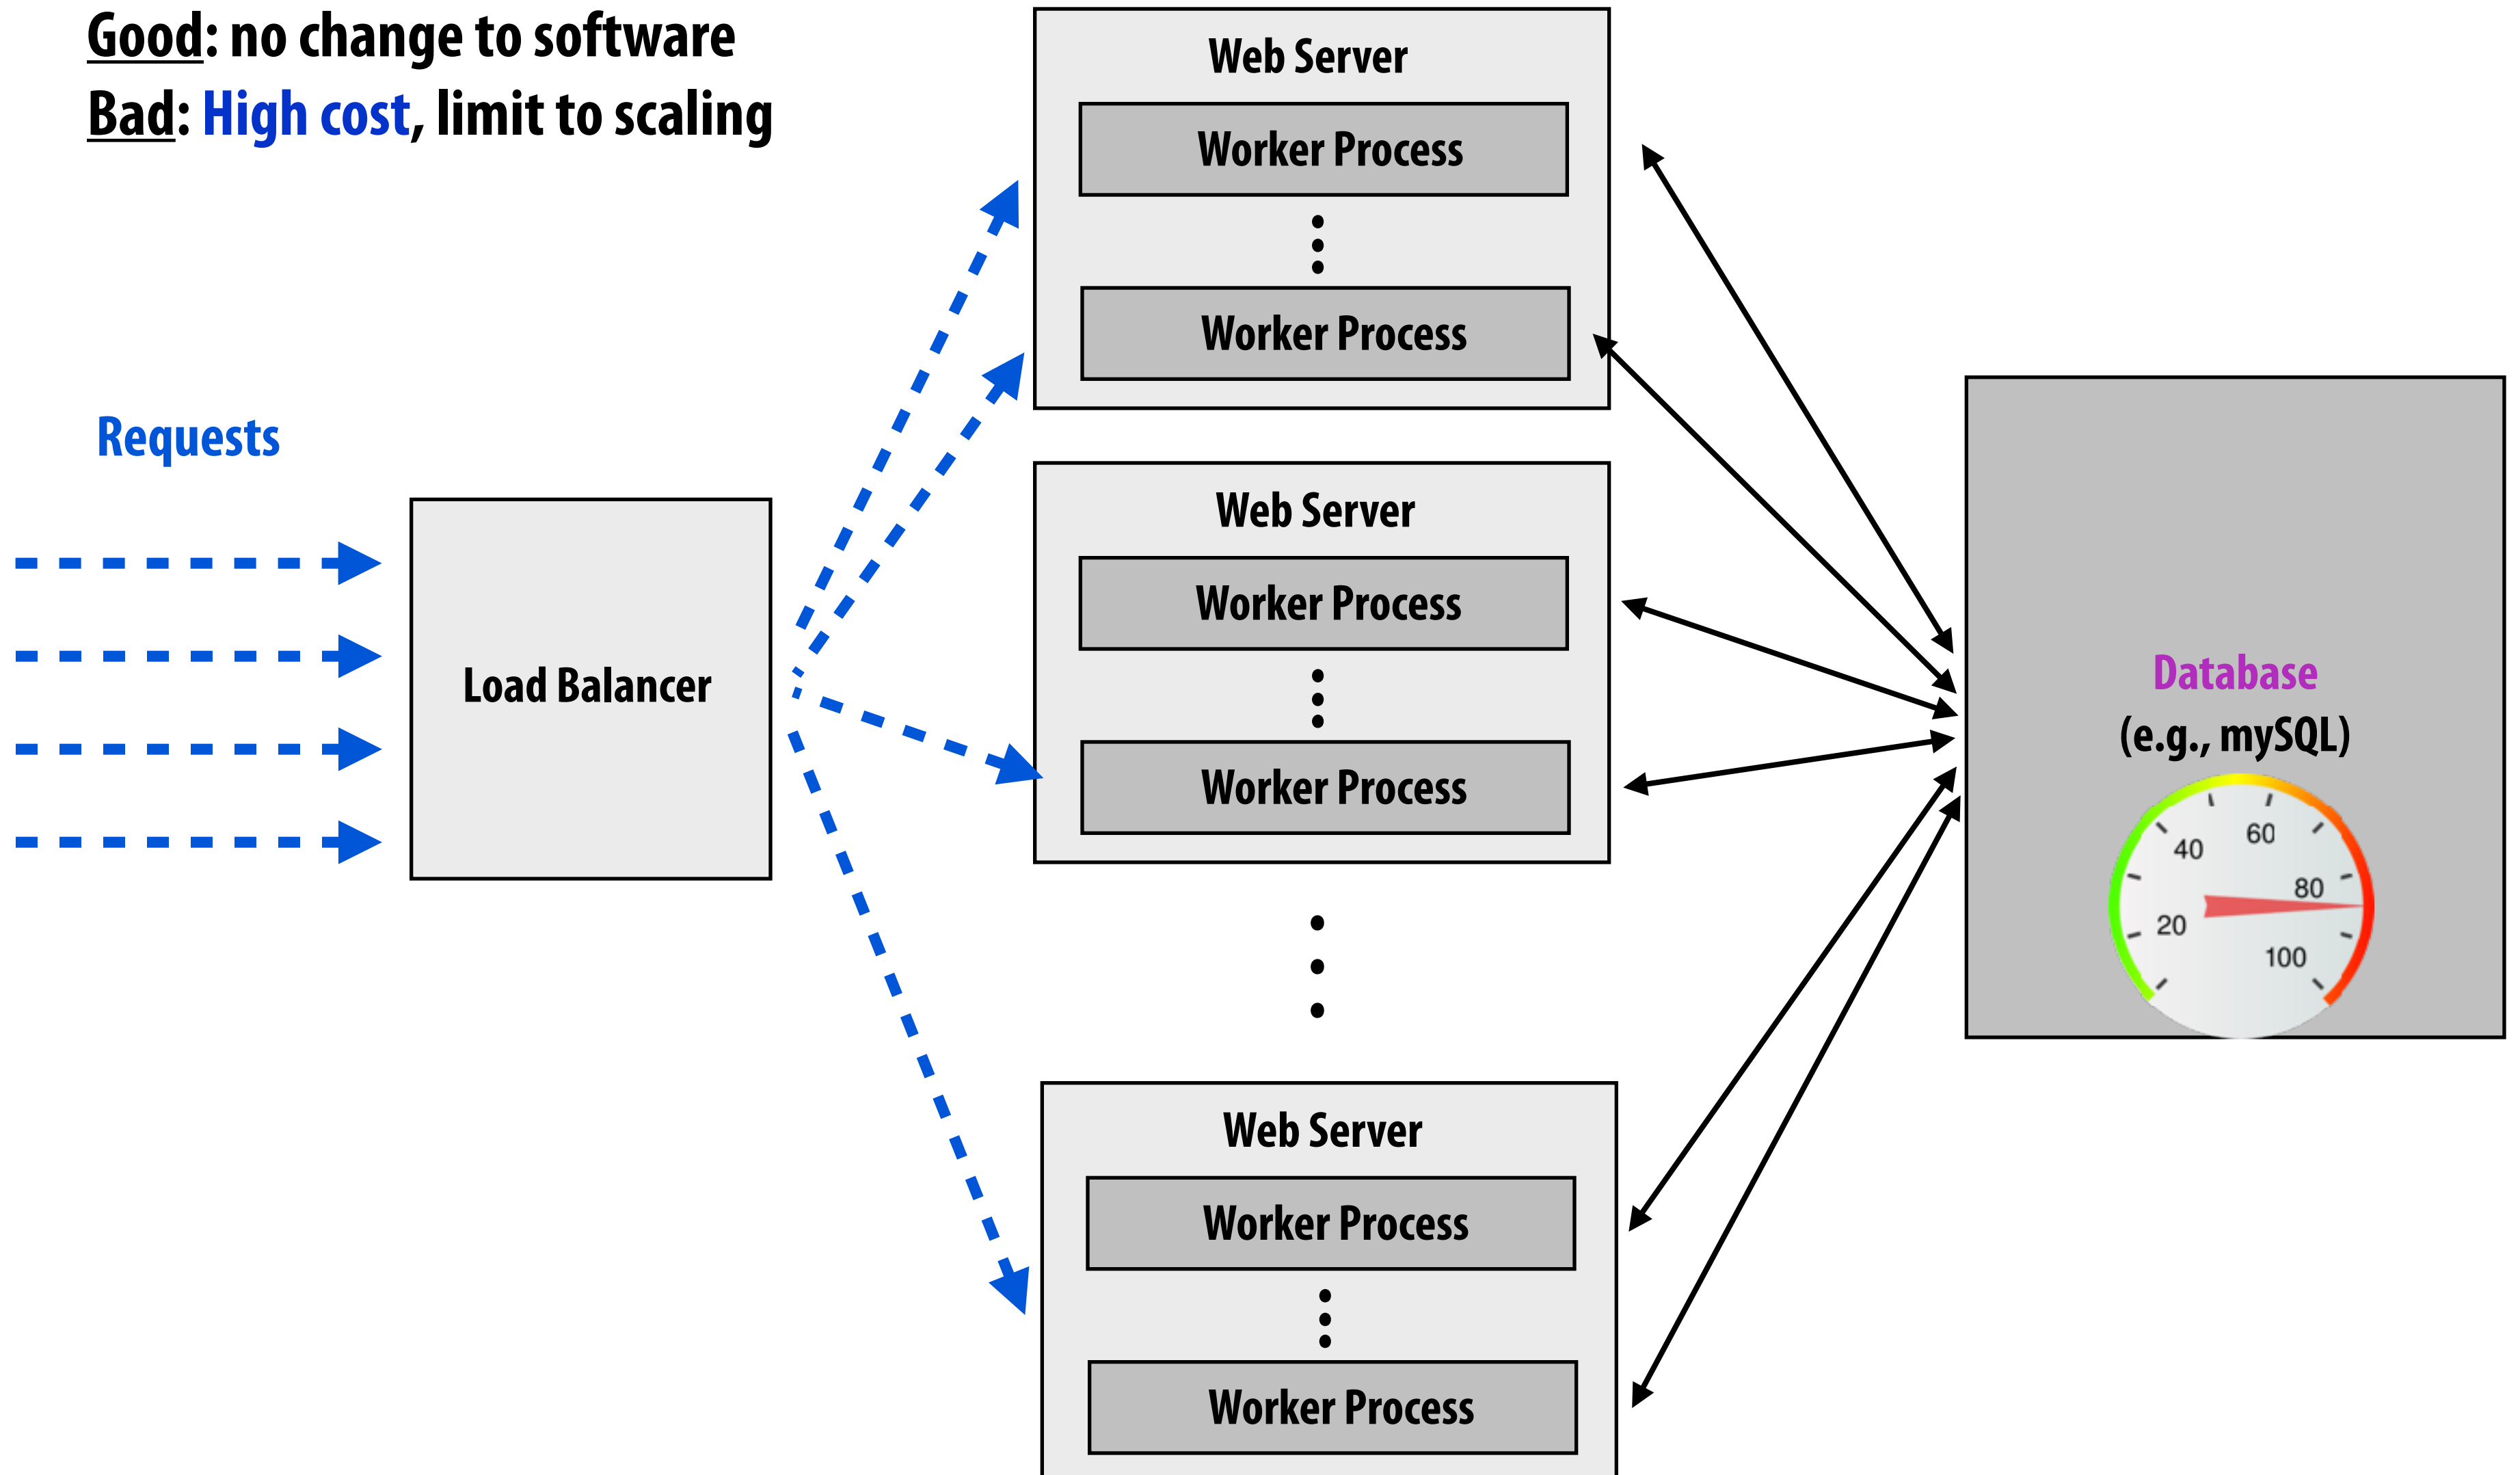 Good: no change to software
Bad: High cost, limit to scaling
Requests
Load Balancer
Web Server
Worker Process
Worker Process
Web Server
Worker Process
Worker Process
Web Server
Worker Process
Worker Process
Database
(e.g., mySQL)
20
40
60
80
100